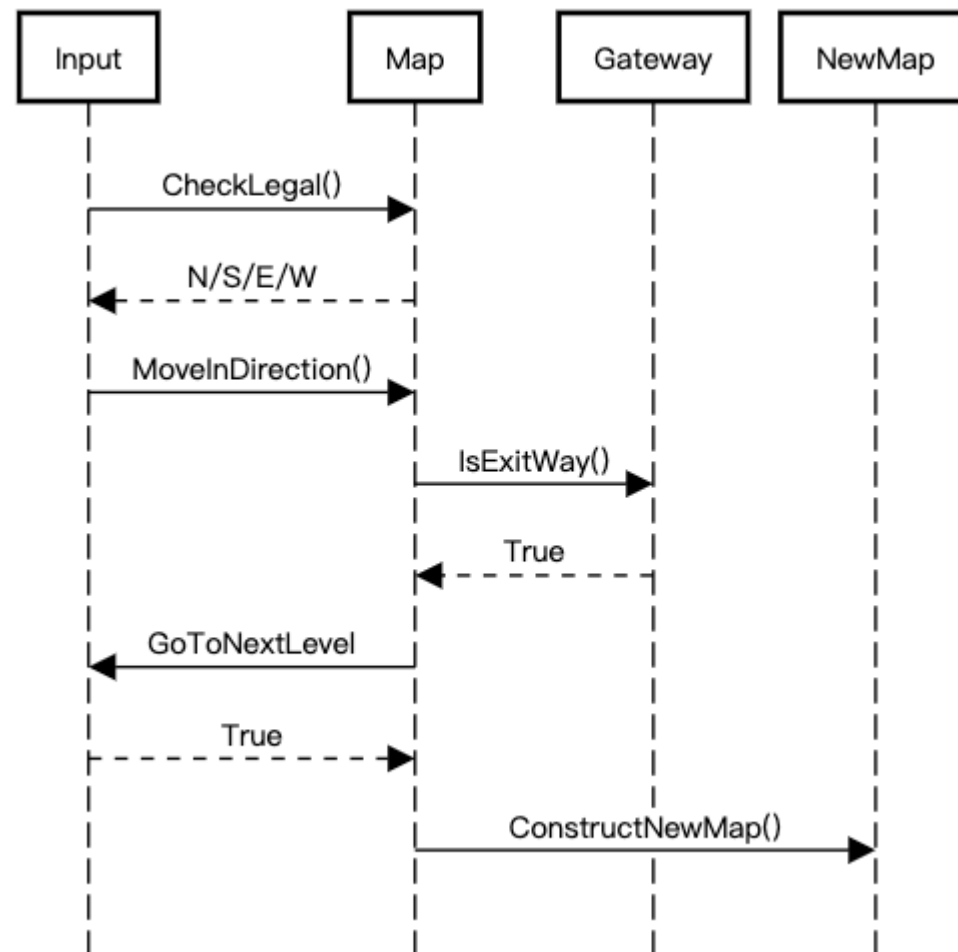 Input
Map
Gateway
NewMap
CheckLegal()
N/S/E/W
MoveInDirection()
IsExitWay()
True
GoToNextLevel
True
ConstructNewMap()